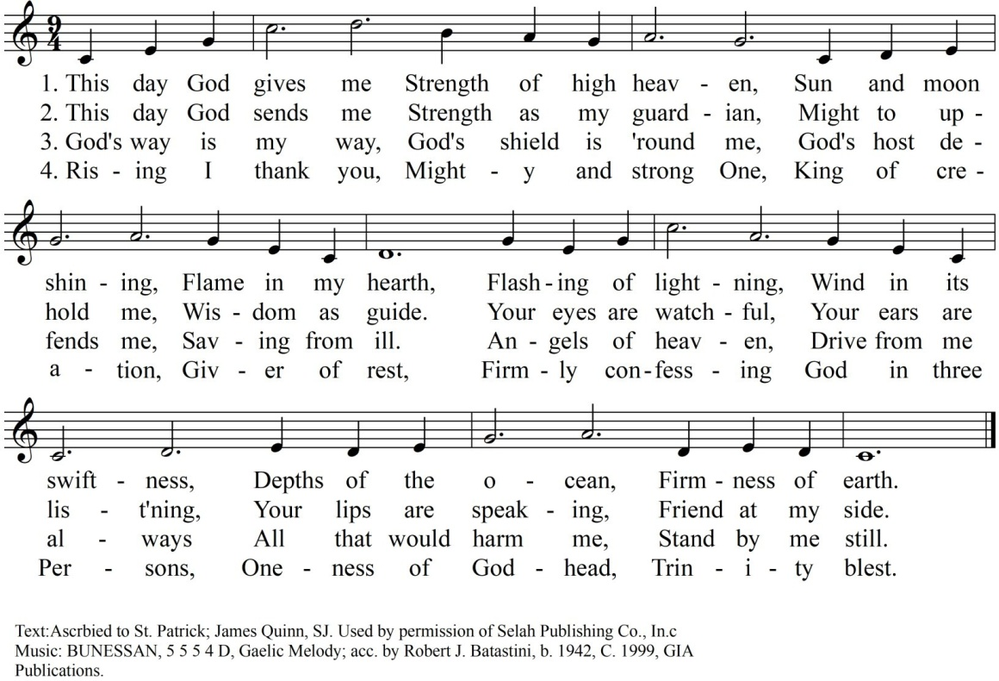 9
4
1. This day God gives me Strength of high heav - en, Sun and moon
2. This day God sends me Strength as my guard - ian, Might to up -
3. God's way is my way, God's shield is 'round me, God's host de -
4. Ris - ing I thank you, Might - y and strong One, King of cre -
shin - ing, Flame in my hearth, Flash - ing of light - ning, Wind in its
hold me, Wis - dom as guide. Your eyes are watch - ful, Your ears are
fends me, Sav - ing from ill. An - gels of heav - en, Drive from me
a - tion, Giv - er of rest, Firm - ly con - fess - ing God in three
swift - ness, Depths of the o - cean, Firm - ness of earth.
lis - t'ning, Your lips are speak - ing, Friend at my side.
al - ways All that would harm me, Stand by me still.
Per - sons, One - ness of God - head, Trin - i - ty blest.
Text:Ascrbied to St. Patrick; James Quinn, SJ. Used by permission of Selah Publishing Co., In.c
Music: BUNESSAN, 5 5 5 4 D, Gaelic Melody; acc. by Robert J. Batastini, b. 1942, C. 1999, GIA
Publications.